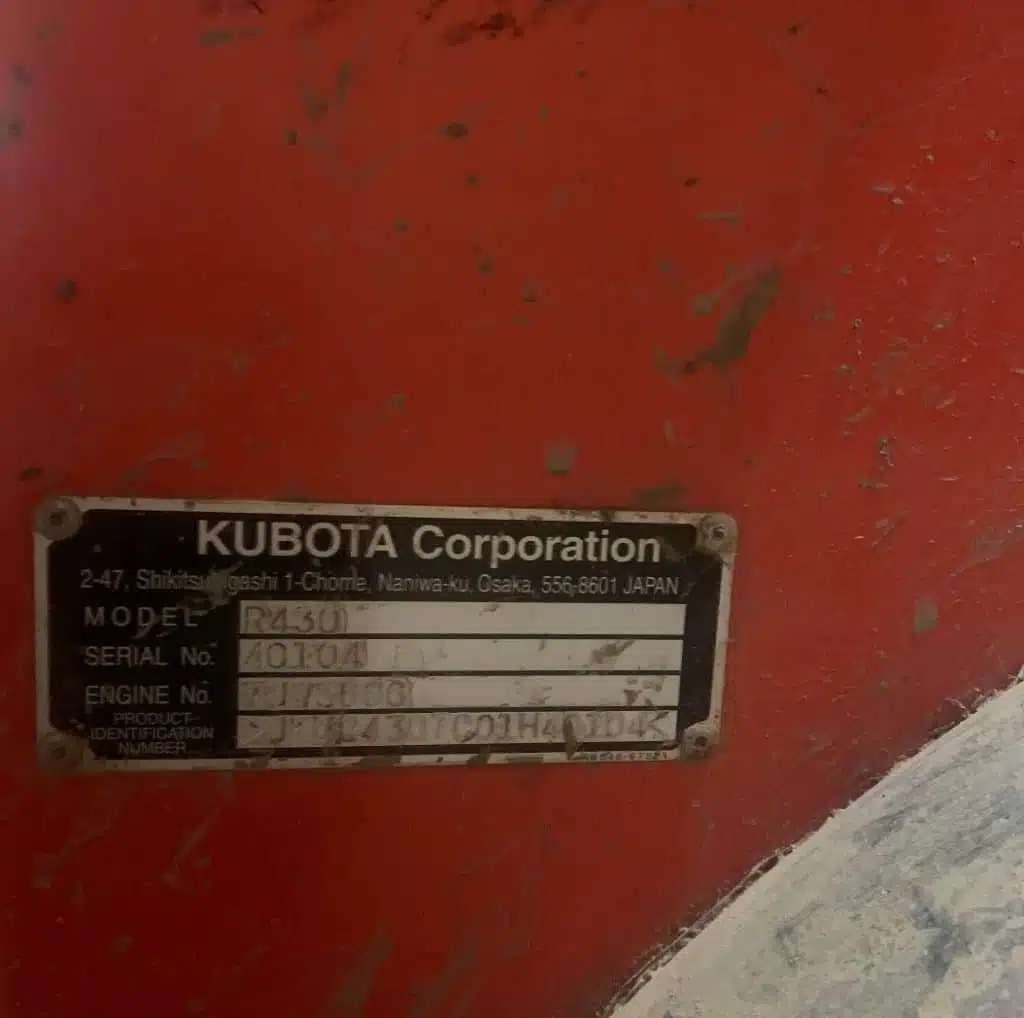 KUBOTA Corporation
2-47, 1-Chome, Naniwa-ku, Osaka, 556-8601 JAPAN
MODEL R430
SERIAL No. 40104
ENGINE No.
PRODUCT
IDENTIFICATION
NUMBER